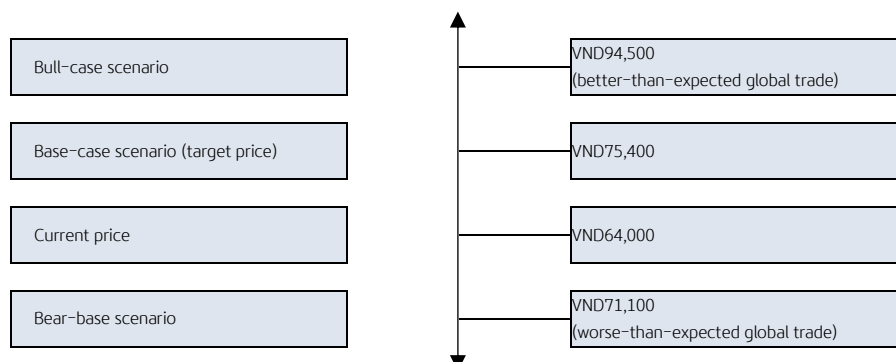 Bull-case scenario
VND94,500
(better-than-expected global trade)
Base-case scenario (target price)
VND75,400
Current price
VND64,000
Bear-base scenario
VND71,100
(worse-than-expected global trade)